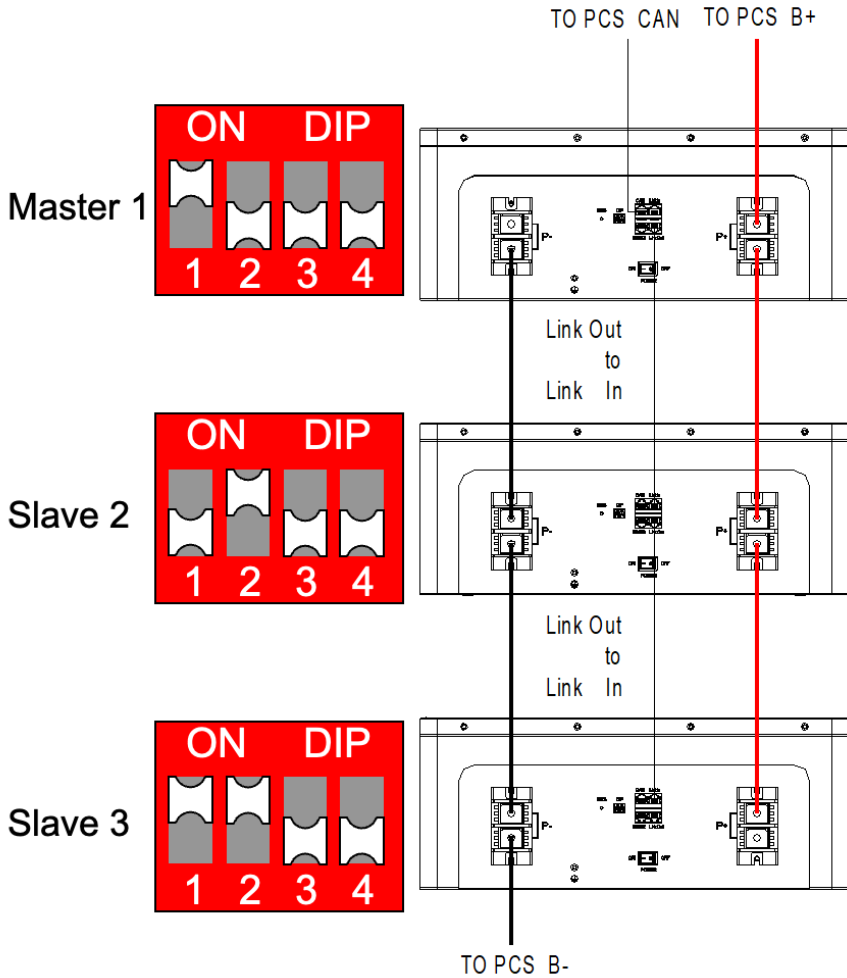 TO PCS CAN TO PCS B+
ON DIP
Master 1
1 2 3 4
P- P+
Link Out
to
Link In
ON DIP
Slave 2
1 2 3 4
P- P+
Link Out
to
Link In
ON DIP
Slave 3
1 2 3 4
P- P+
TO PCS B-